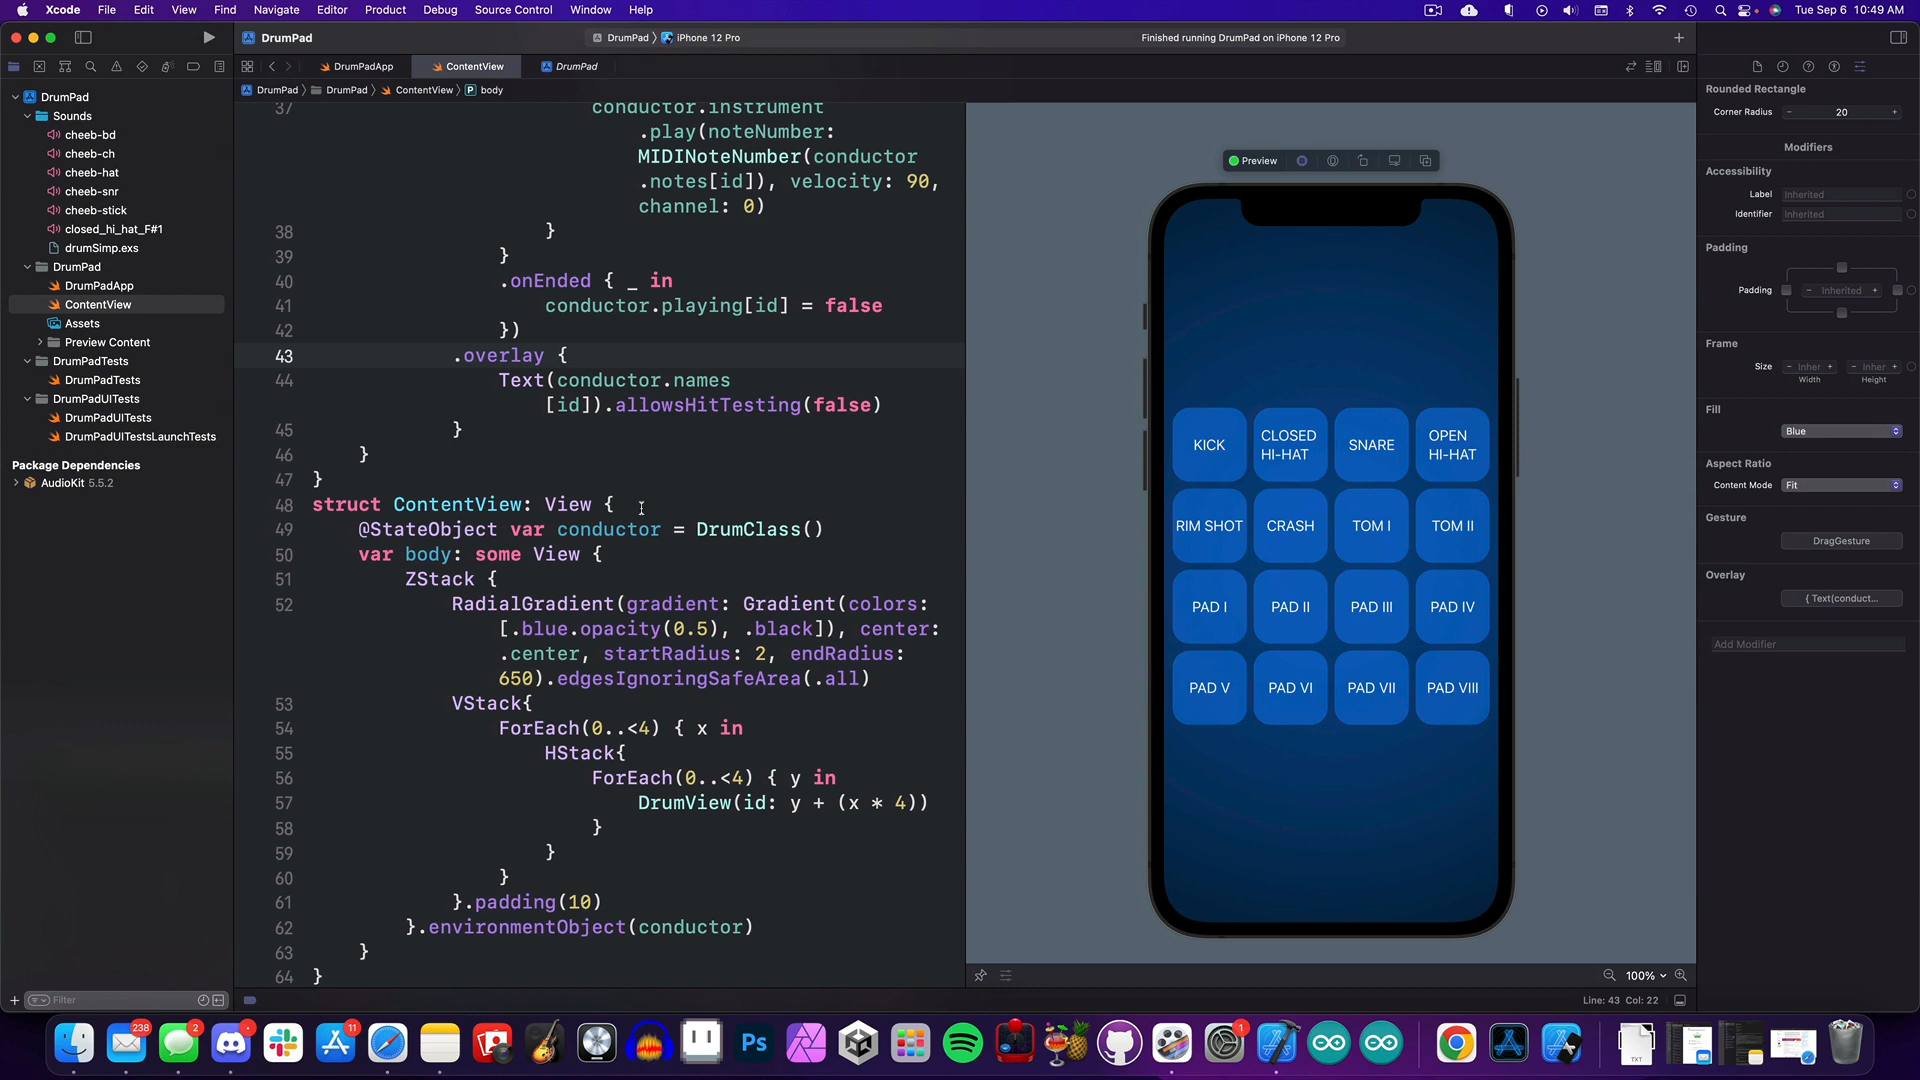 Xcode File Edit View Find Navigate Editor Product Debug Source Control Window Help Tue Sep 6 10:49 AM
DrumPad DrumPad iPhone 12 Pro Finished running DrumPad on iPhone 12 Pro
DrumPadApp ContentView DrumPad
DrumPad DrumPad ContentView P body
DrumPad
Sounds
cheeb-bd
cheeb-ch
cheeb-hat
cheeb-snr
cheeb-stick
closed_hi_hat_F#1
drumSimp.exs
DrumPad
DrumPadApp
ContentView
Assets
Preview Content
DrumPadTests
DrumPadTests
DrumPadUITests
DrumPadUITests
DrumPadUITestsLaunchTests
Package Dependencies
AudioKit 5.5.2
Filter
37 conductor.instrument
.play(noteNumber:
MIDINoteNumber(conductor
.notes[id]), velocity: 90,
channel: 0)
38 }
39 }
40 .onEnded { _ in
41 conductor.playing[id] = false
42 })
43 .overlay {
44 Text(conductor.names
[id]).allowsHitTesting(false)
45 }
46 }
47 }
48 struct ContentView: View {
49 @StateObject var conductor = DrumClass()
50 var body: some View {
51 ZStack {
52 RadialGradient(gradient: Gradient(colors:
[.blue.opacity(0.5), .black]), center:
.center, startRadius: 2, endRadius:
650).edgesIgnoringSafeArea(.all)
53 VStack{
54 ForEach(0..<4) { x in
55 HStack{
56 ForEach(0..<4) { y in
57 DrumView(id: y + (x * 4))
58 }
59 }
60 }
61 }.padding(10)
62 }.environmentObject(conductor)
63 }
64 }
Preview
KICK CLOSED HI-HAT SNARE OPEN HI-HAT
RIM SHOT CRASH TOM I TOM II
PAD I PAD II PAD III PAD IV
PAD V PAD VI PAD VII PAD VIII
100%
Line: 43 Col: 22
Rounded Rectangle
Corner Radius − 20 +
Modifiers
Accessibility
Label Inherited
Identifier Inherited
Padding
Padding − Inherited +
Frame
Size − Inher + − Inher +
Width Height
Fill
Blue
Aspect Ratio
Content Mode Fit
Gesture
DragGesture
Overlay
{ Text(conduct...
Add Modifier
238 2 11 Ps 1 TXT